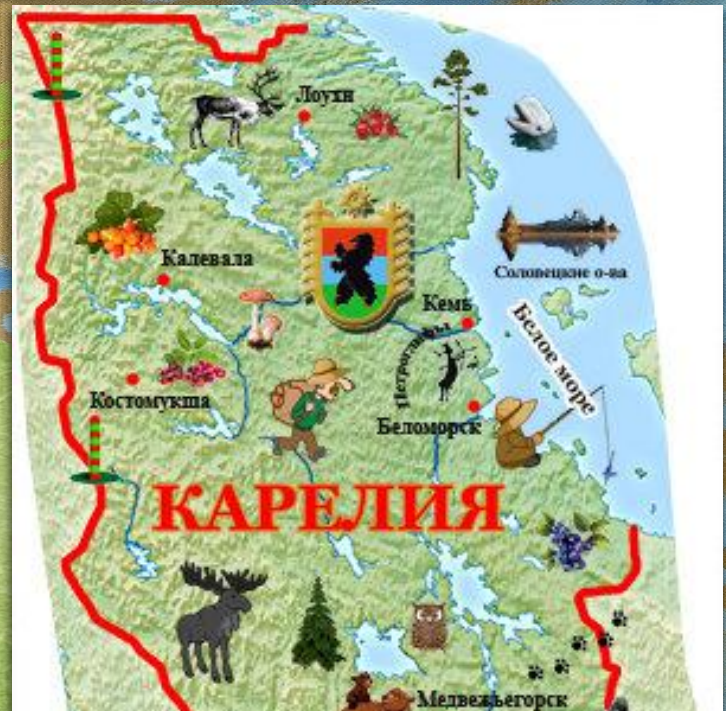 Лоухи
Калевала
Соловецкие о-ва
Кемь
Белое море
Петроглифы
Костомукша
Беломорск
КАРЕЛИЯ
Медвежьегорск